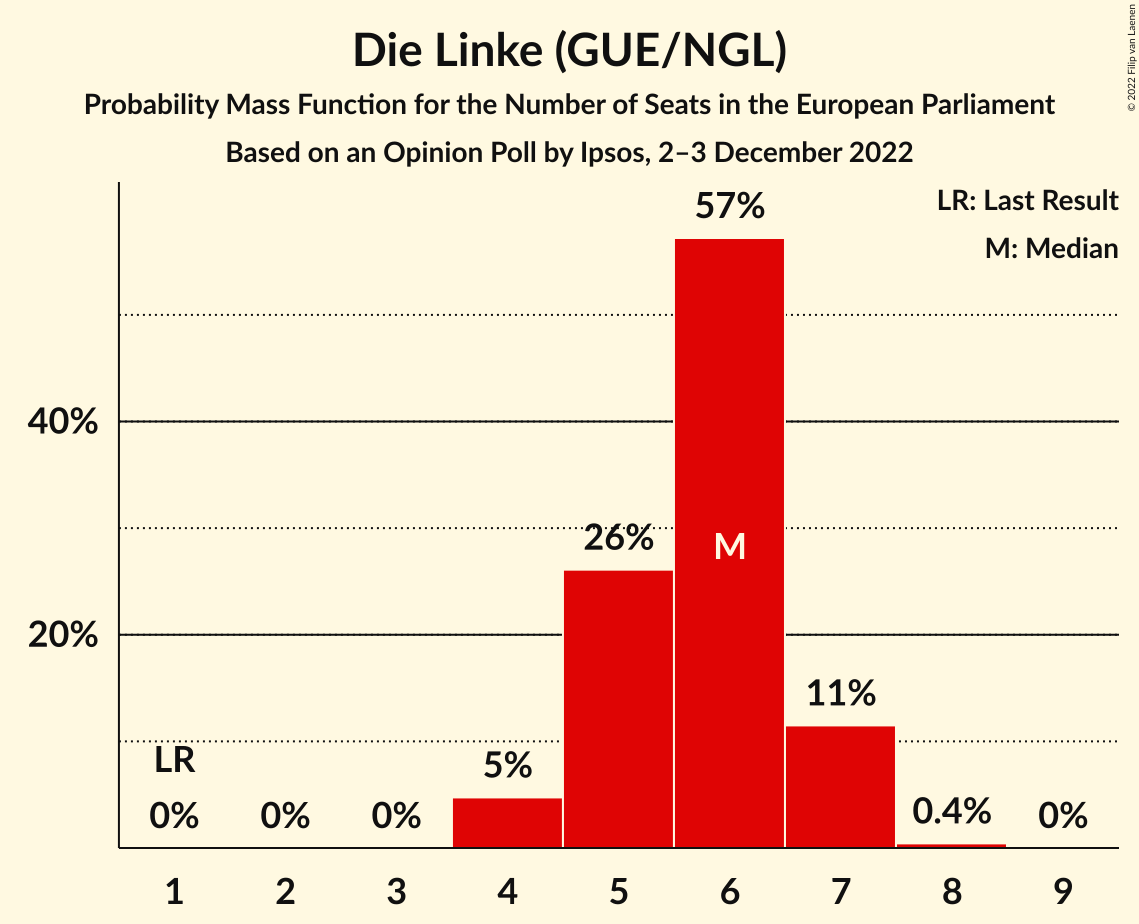 Die Linke (GUE/NGL)
Probability Mass Function for the Number of Seats in the European Parliament
Based on an Opinion Poll by Ipsos, 2–3 December 2022
© 2022 Filip van Laenen
LR: Last Result
M: Median
57%
40%
26%
M
20%
11%
LR
5%
0%
0%
0%
0.4%
0%
1 2 3 4 5 6 7 8 9